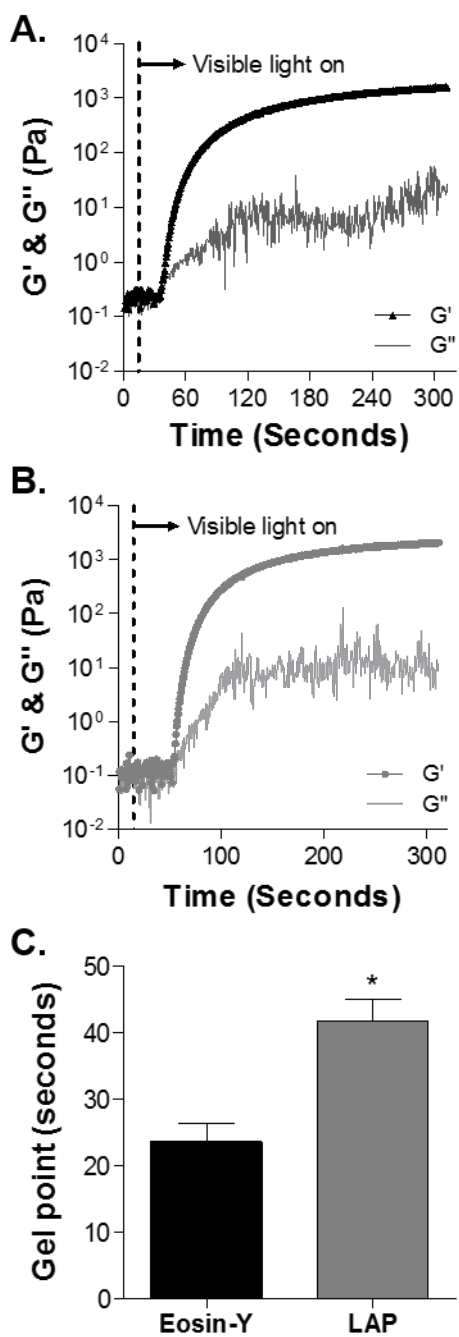 A.
G' & G" (Pa)
10⁴
10³
10²
10¹
10⁰
10⁻¹
10⁻²
Visible light on
G'
G"
0 60 120 180 240 300
Time (Seconds)
B.
G' & G" (Pa)
10⁴
10³
10²
10¹
10⁰
10⁻¹
10⁻²
Visible light on
G'
G"
0 100 200 300
Time (Seconds)
C.
Gel point (seconds)
50
40
30
20
10
0
*
Eosin-Y LAP